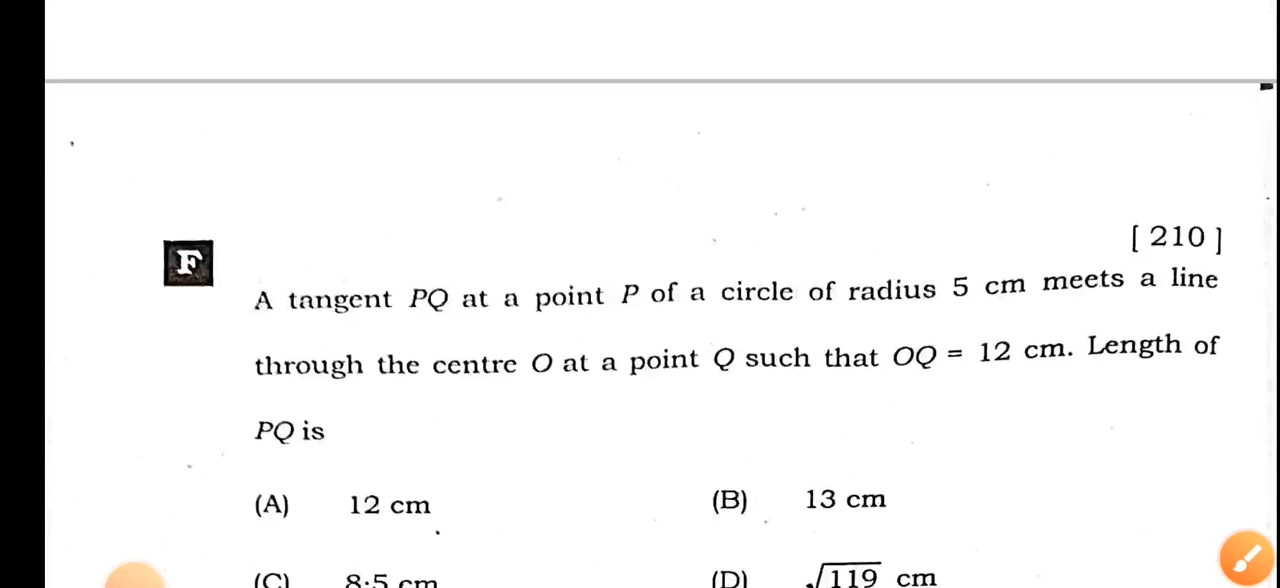 [ 210 ]
F
A tangent PQ at a point P of a circle of radius 5 cm meets a line
through the centre O at a point Q such that OQ = 12 cm. Length of
PQ is
(A) 12 cm (B) 13 cm
(C) 8·5 cm (D) √119 cm